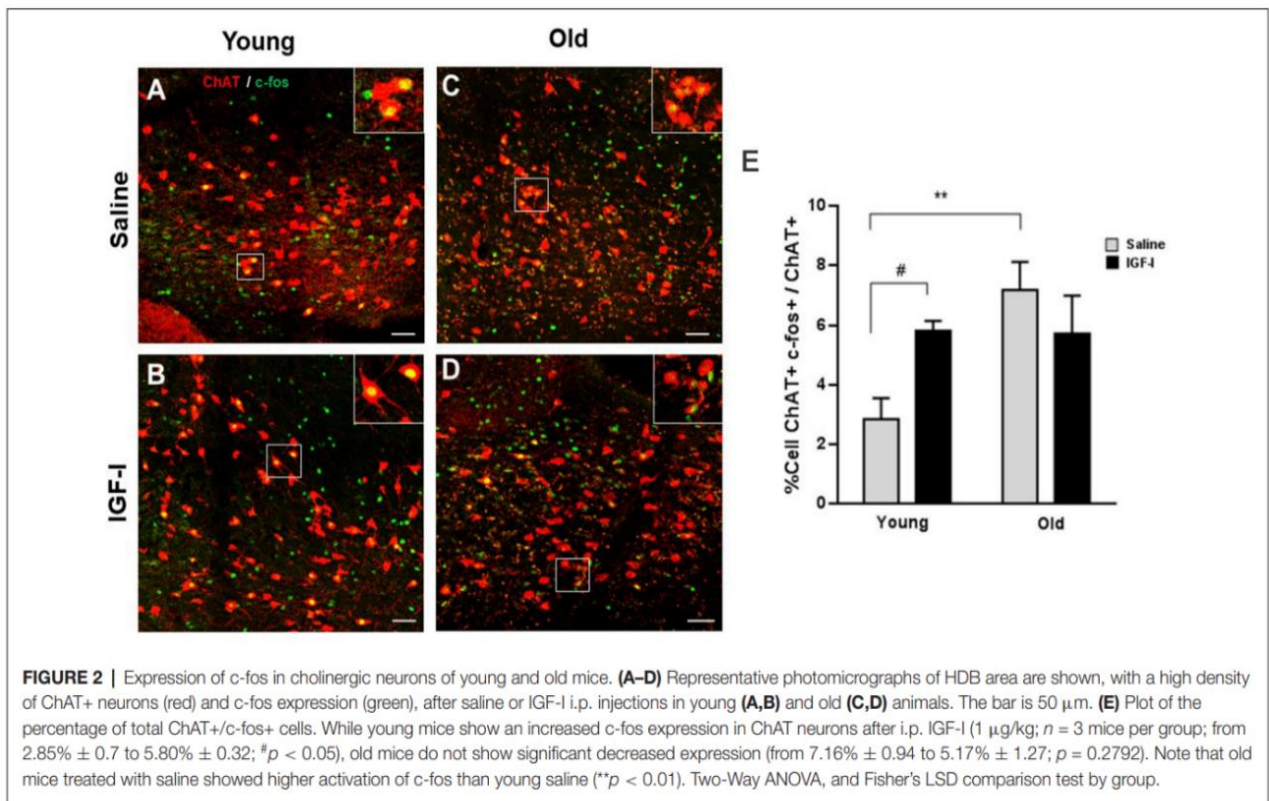 Young
Old
Saline
IGF-I
A
ChAT / c-fos
C
B
D
E
%Cell ChAT+ c-fos+ / ChAT+
10
8
6
4
2
0
**
#
Saline
IGF-I
Young
Old
FIGURE 2 | Expression of c-fos in cholinergic neurons of young and old mice. (A–D) Representative photomicrographs of HDB area are shown, with a high density
of ChAT+ neurons (red) and c-fos expression (green), after saline or IGF-I i.p. injections in young (A,B) and old (C,D) animals. The bar is 50 μm. (E) Plot of the
percentage of total ChAT+/c-fos+ cells. While young mice show an increased c-fos expression in ChAT neurons after i.p. IGF-I (1 μg/kg; n = 3 mice per group; from
2.85% ± 0.7 to 5.80% ± 0.32; #p < 0.05), old mice do not show significant decreased expression (from 7.16% ± 0.94 to 5.17% ± 1.27; p = 0.2792). Note that old
mice treated with saline showed higher activation of c-fos than young saline (**p < 0.01). Two-Way ANOVA, and Fisher's LSD comparison test by group.